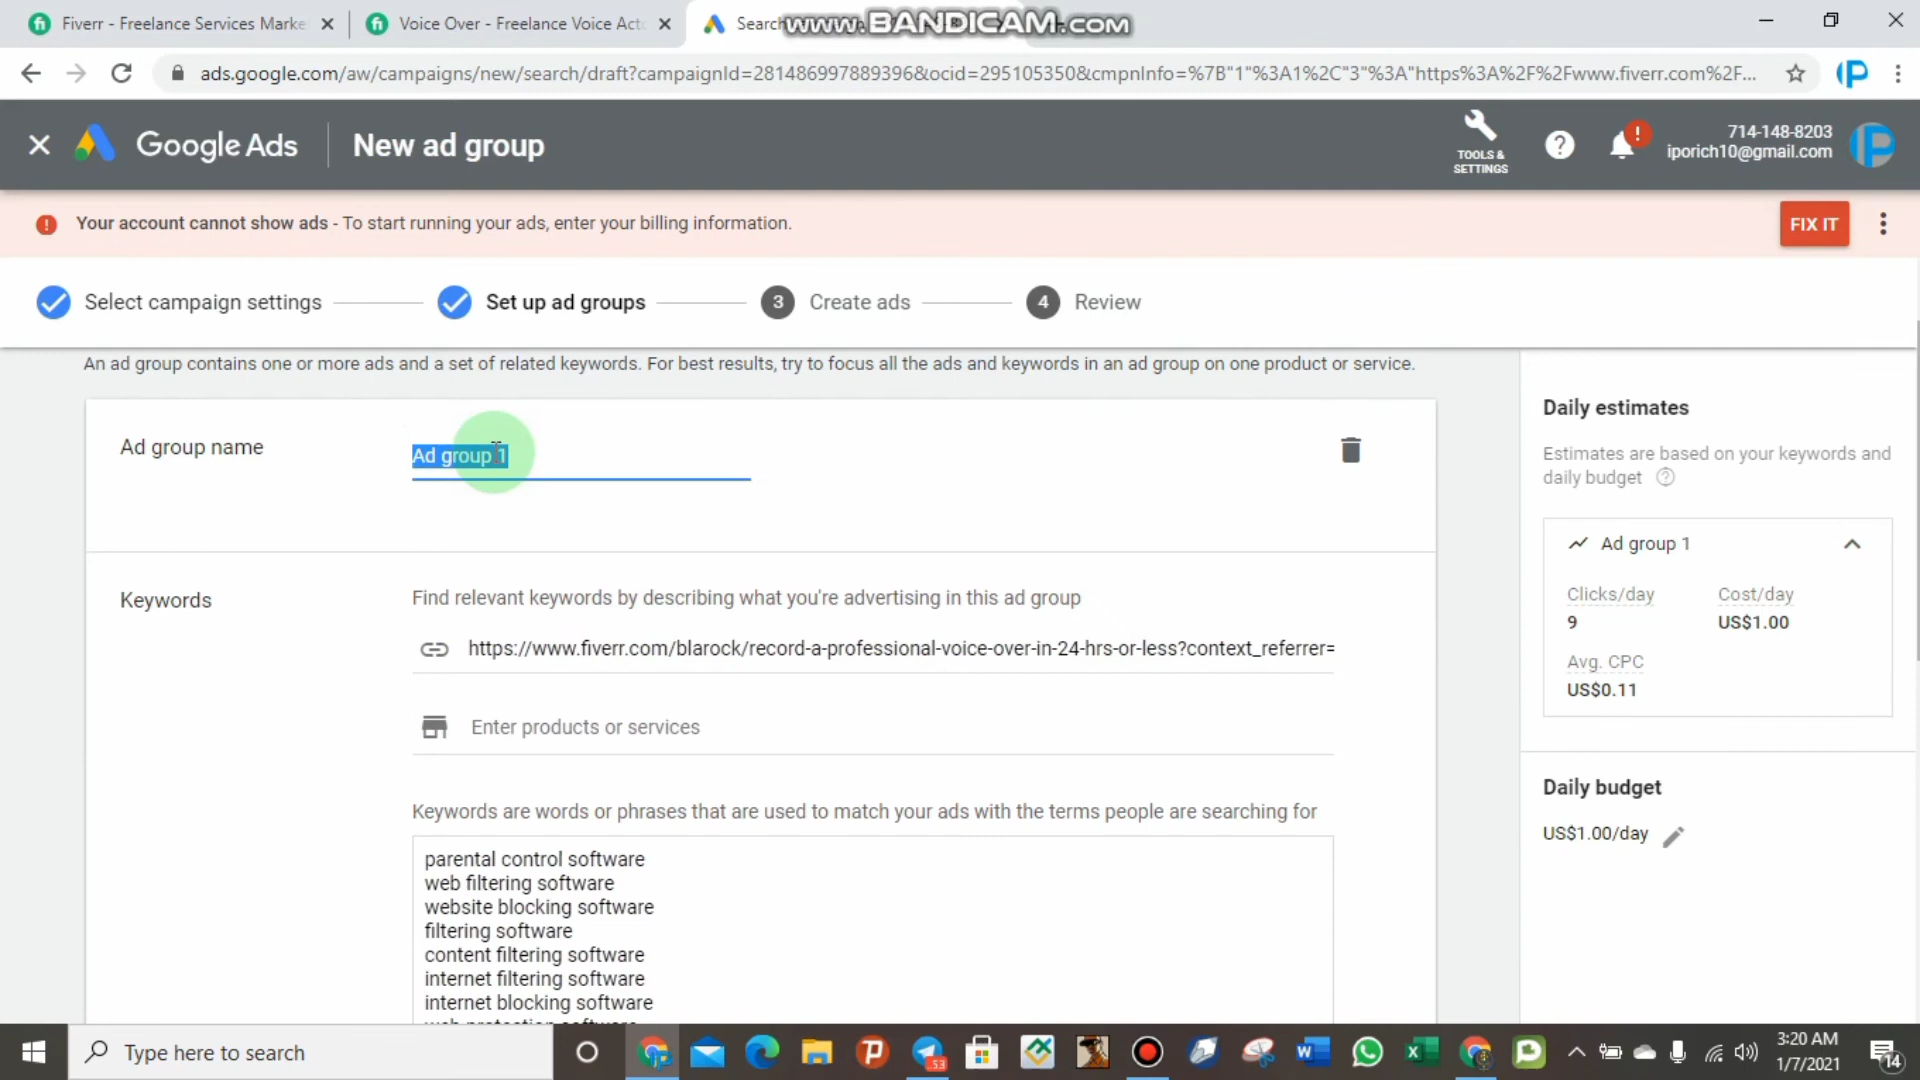 Fiverr - Freelance Services Marke
Voice Over - Freelance Voice Acto
Search
www.BANDICAM.com
ads.google.com/aw/campaigns/new/search/draft?campaignId=281486997889396&ocid=295105350&cmpnInfo=%7B"1"%3A1%2C"3"%3A"https%3A%2F%2Fwww.fiverr.com%2F...
Google Ads
New ad group
TOOLS &
SETTINGS
714-148-8203
iporich10@gmail.com
Your account cannot show ads - To start running your ads, enter your billing information.
FIX IT
Select campaign settings
Set up ad groups
3
Create ads
4
Review
An ad group contains one or more ads and a set of related keywords. For best results, try to focus all the ads and keywords in an ad group on one product or service.
Ad group name
Ad group 1
Keywords
Find relevant keywords by describing what you're advertising in this ad group
https://www.fiverr.com/blarock/record-a-professional-voice-over-in-24-hrs-or-less?context_referrer=
Enter products or services
Keywords are words or phrases that are used to match your ads with the terms people are searching for
parental control software
web filtering software
website blocking software
filtering software
content filtering software
internet filtering software
internet blocking software
web protection software
Daily estimates
Estimates are based on your keywords and
daily budget
Ad group 1
Clicks/day
Cost/day
9
US$1.00
Avg. CPC
US$0.11
Daily budget
US$1.00/day
Type here to search
53
3:20 AM
1/7/2021
14